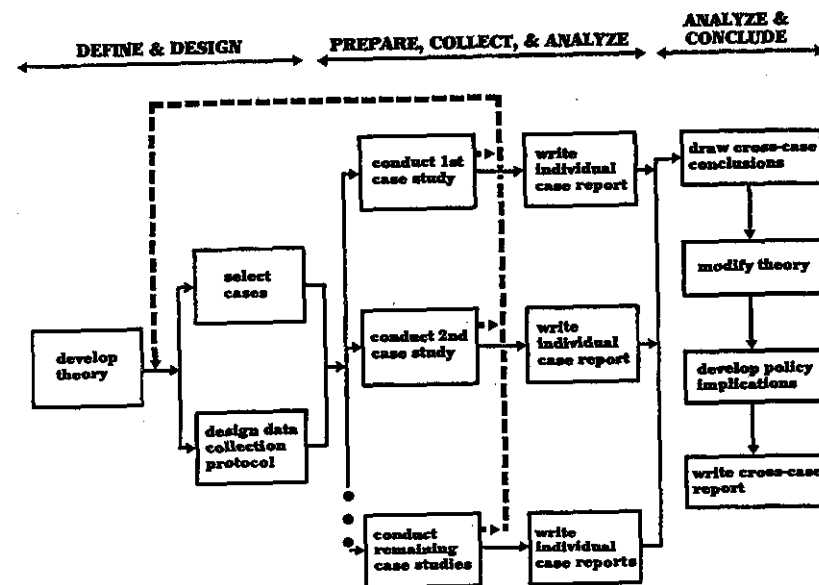 DEFINE & DESIGN
PREPARE, COLLECT, & ANALYZE
ANALYZE &
CONCLUDE
develop
theory
select
cases
design data
collection
protocol
conduct 1st
case study
write
individual
case report
conduct 2nd
case study
write
individual
case report
conduct
remaining
case studies
write
individual
case reports
draw cross-case
conclusions
modify theory
develop policy
implications
write cross-case
report